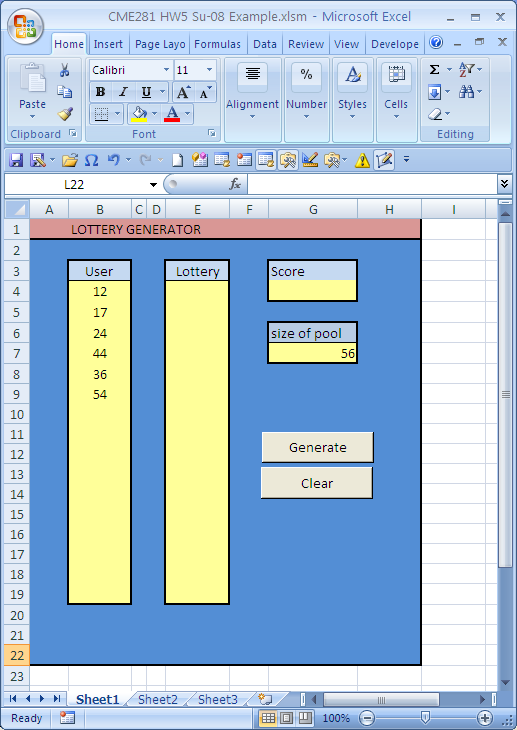 CME281 HW5 Su-08 Example.xlsm - Microsoft Excel
Home Insert Page Layo Formulas Data Review View Develope
Paste
Calibri 11
B I U A A
A
Alignment Number Styles Cells
Clipboard Font Editing
L22 fx
A B C D E F G H I
1 LOTTERY GENERATOR
2
3 User Lottery Score
4 12
5 17
6 24 size of pool
7 44 56
8 36
9 54
10
11 Generate
12
13 Clear
14
15
16
17
18
19
20
21
22
23
Sheet1 Sheet2 Sheet3
Ready 100%